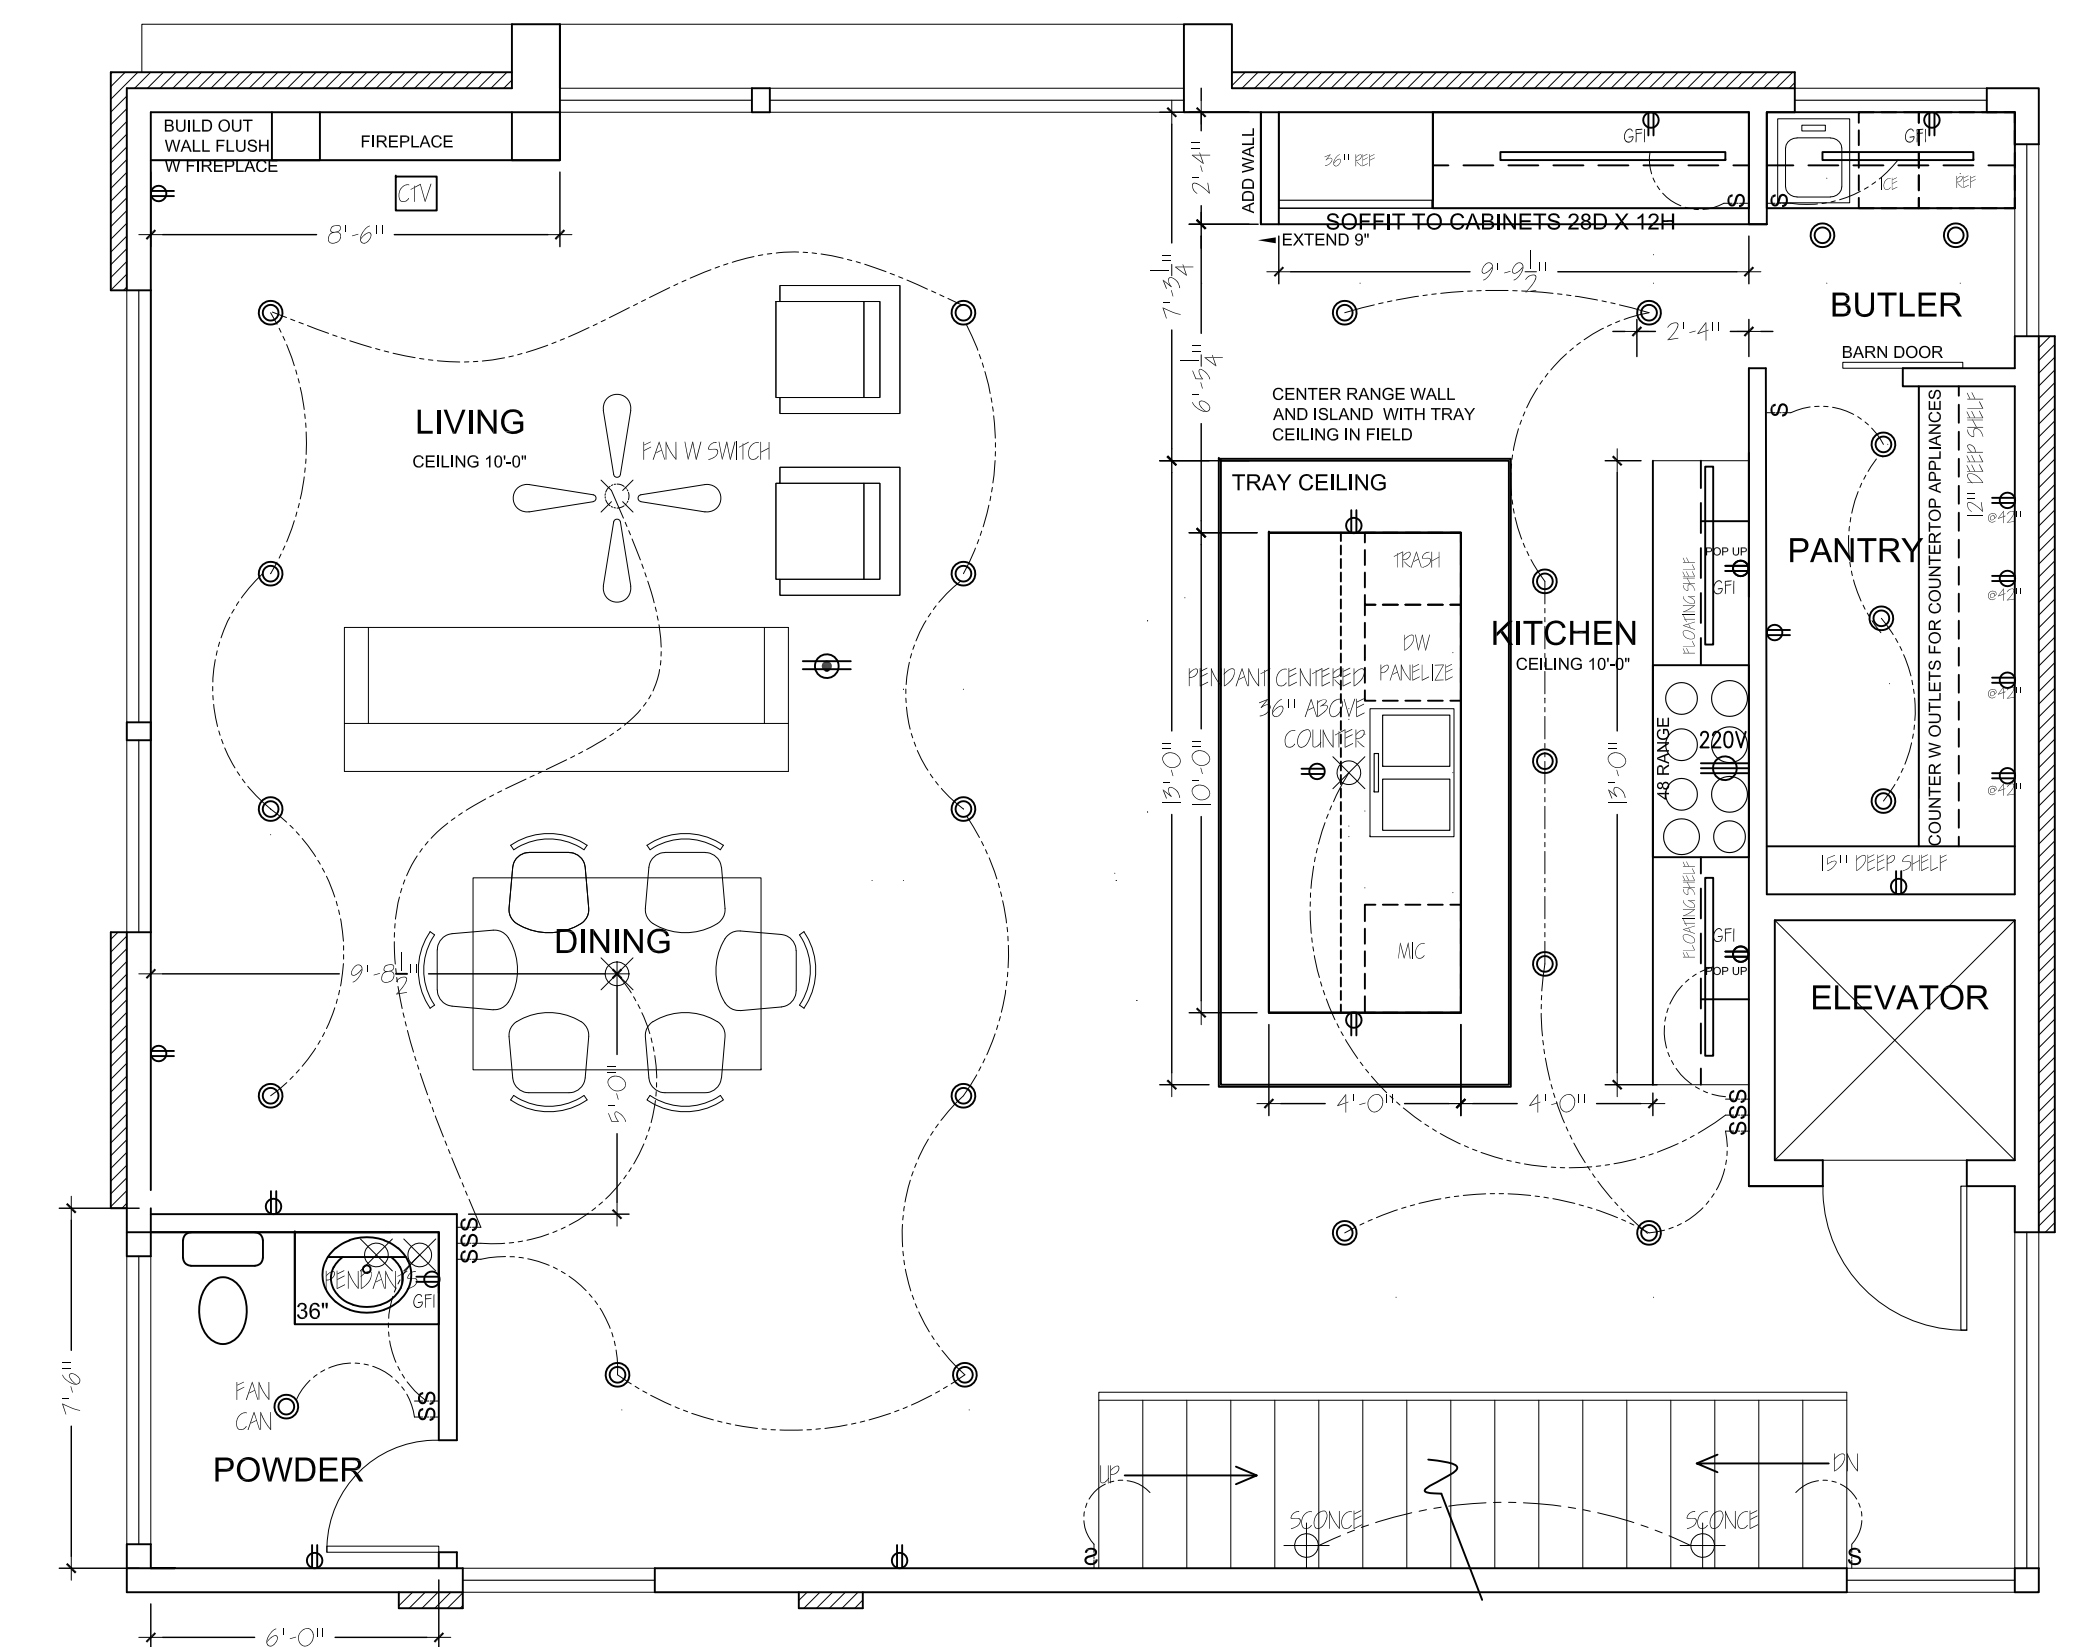 BUILD OUT
WALL FLUSH
W FIREPLACE
FIREPLACE
CTV
8'-6"
LIVING
CEILING 10'-0"
FAN W SWITCH
DINING
9'-8 1/2"
5'-0"
PENDANTS
GFI
36"
SSS
SS
FAN
CAN
POWDER
7'-6"
6'-0"
2'-4"
ADD WALL
36" REF
GFI
S
S
GFI
ICE
REF
SOFFIT TO CABINETS 28D X 12H
EXTEND 9"
9'-9 1/2"
7'-3 1/4"
6'-5 1/4"
2'-4"
BUTLER
BARN DOOR
CENTER RANGE WALL
AND ISLAND WITH TRAY
CEILING IN FIELD
TRAY CEILING
TRASH
DW
PANELIZE
PENDANT CENTERED
36" ABOVE
COUNTER
MIC
13'-0"
10'-0"
4'-0"
4'-0"
KITCHEN
CEILING 10'-0"
13'-0"
FLOATING SHELF
POP UP
GFI
48 RANGE
220V
FLOATING SHELF
GFI
POP UP
SSS
S
PANTRY
COUNTER W OUTLETS FOR COUNTERTOP APPLIANCES
12" DEEP SHELF
@42"
@42"
@42"
@42"
15" DEEP SHELF
ELEVATOR
UP
DN
SCONCE
SCONCE
S
S